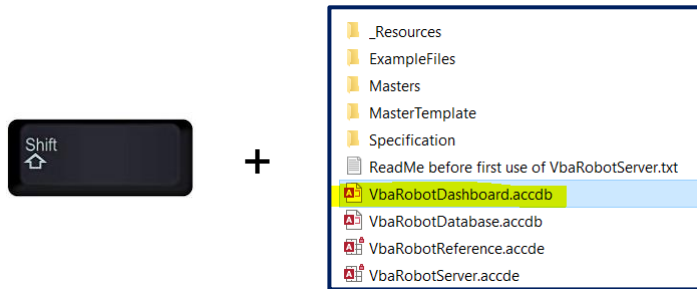 Shift
+
_Resources
ExampleFiles
Masters
MasterTemplate
Specification
ReadMe before first use of VbaRobotServer.txt
VbaRobotDashboard.accdb
VbaRobotDatabase.accdb
VbaRobotReference.accde
VbaRobotServer.accde